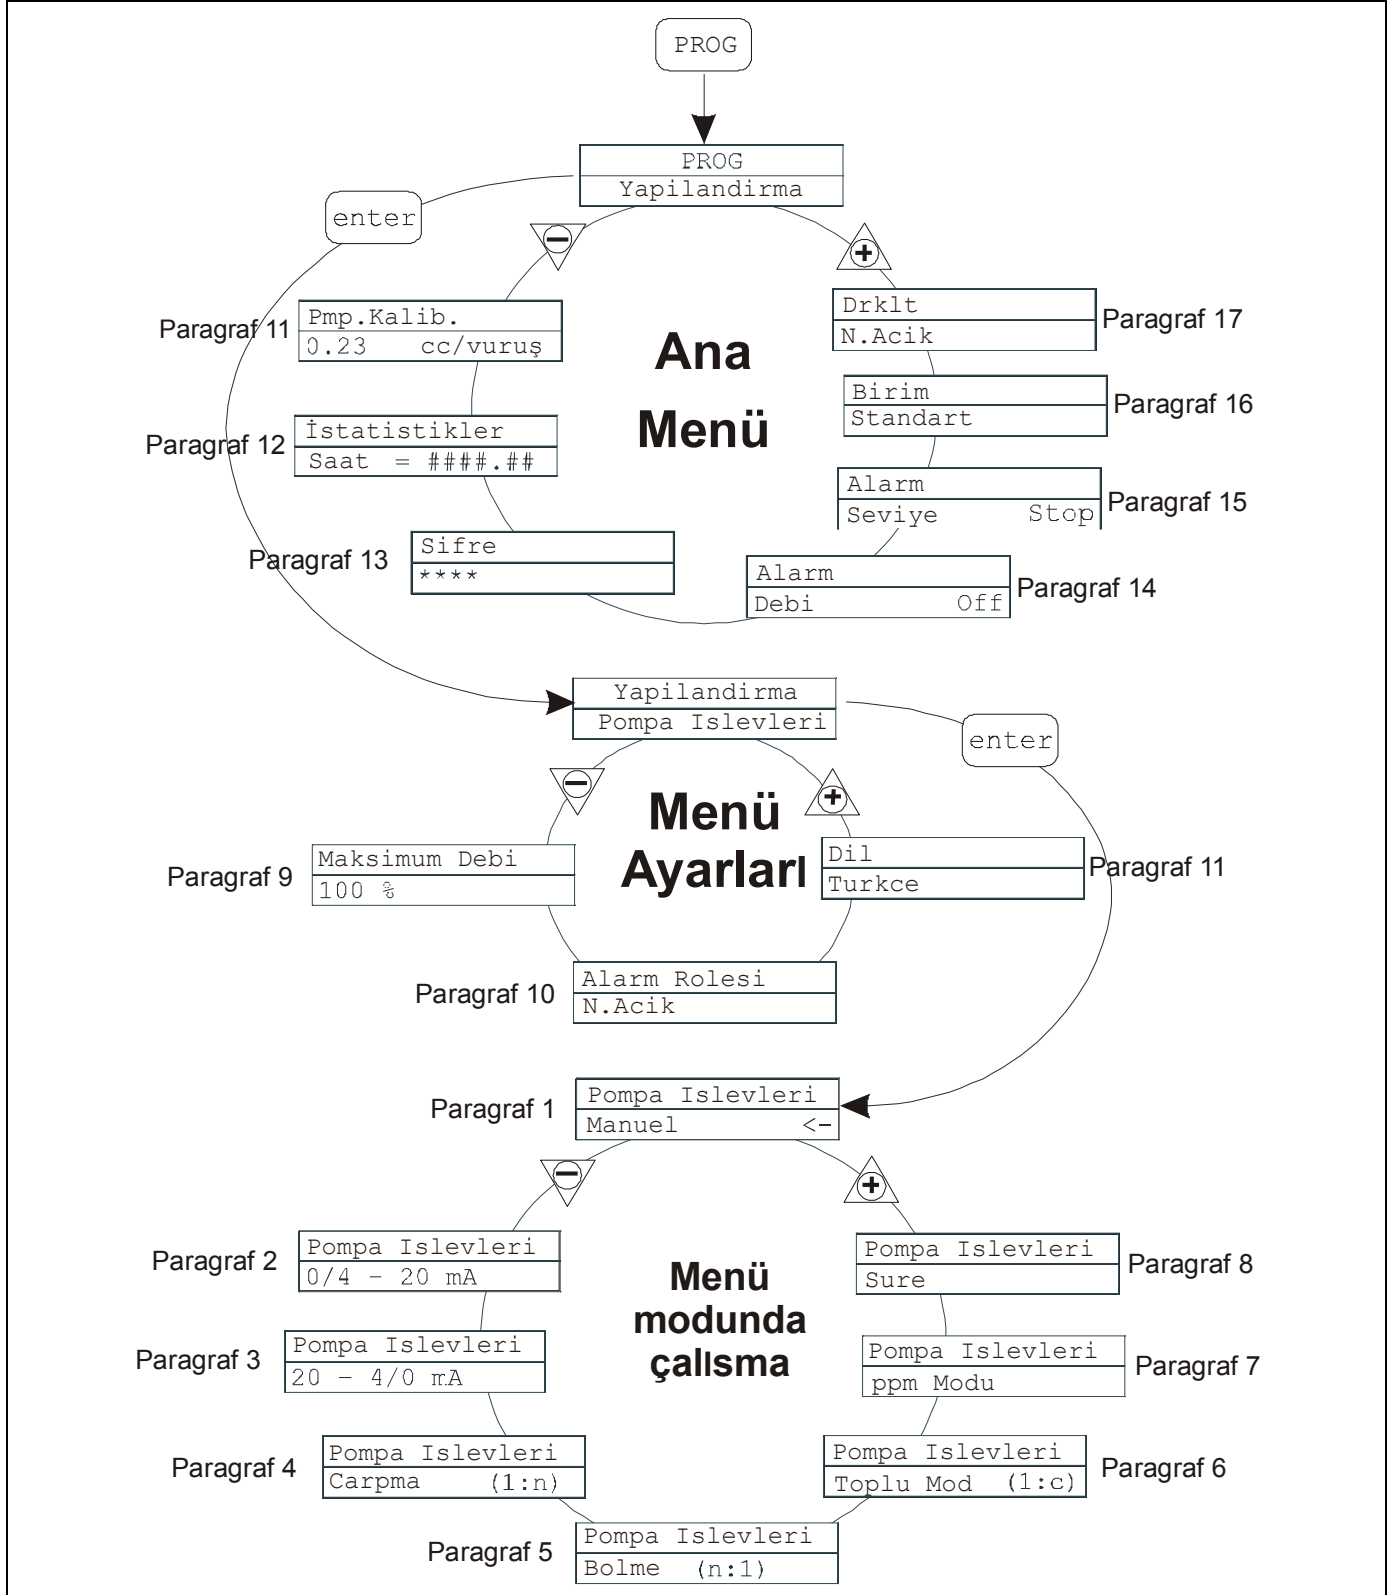 PROG
PROG
Yapilandirma
enter
−
+
Pmp.Kalib.
0.23 cc/vuruş
Paragraf 11
Drklt
N.Acik
Paragraf 17
Ana
Menü
Birim
Standart
Paragraf 16
İstatistikler
Saat = ####.##
Paragraf 12
Alarm
Seviye Stop
Paragraf 15
Sifre
****
Paragraf 13
Alarm
Debi Off
Paragraf 14
Yapilandirma
Pompa Islevleri
enter
−
+
Menü
Ayarları
Maksimum Debi
100 %
Paragraf 9
Dil
Turkce
Paragraf 11
Alarm Rolesi
N.Acik
Paragraf 10
Pompa Islevleri
Manuel <-
Paragraf 1
−
+
Pompa Islevleri
0/4 - 20 mA
Paragraf 2
Pompa Islevleri
Sure
Paragraf 8
Menü
modunda
çalısma
Pompa Islevleri
20 - 4/0 mA
Paragraf 3
Pompa Islevleri
ppm Modu
Paragraf 7
Pompa Islevleri
Carpma (1:n)
Paragraf 4
Pompa Islevleri
Toplu Mod (1:c)
Paragraf 6
Pompa Islevleri
Bolme (n:1)
Paragraf 5